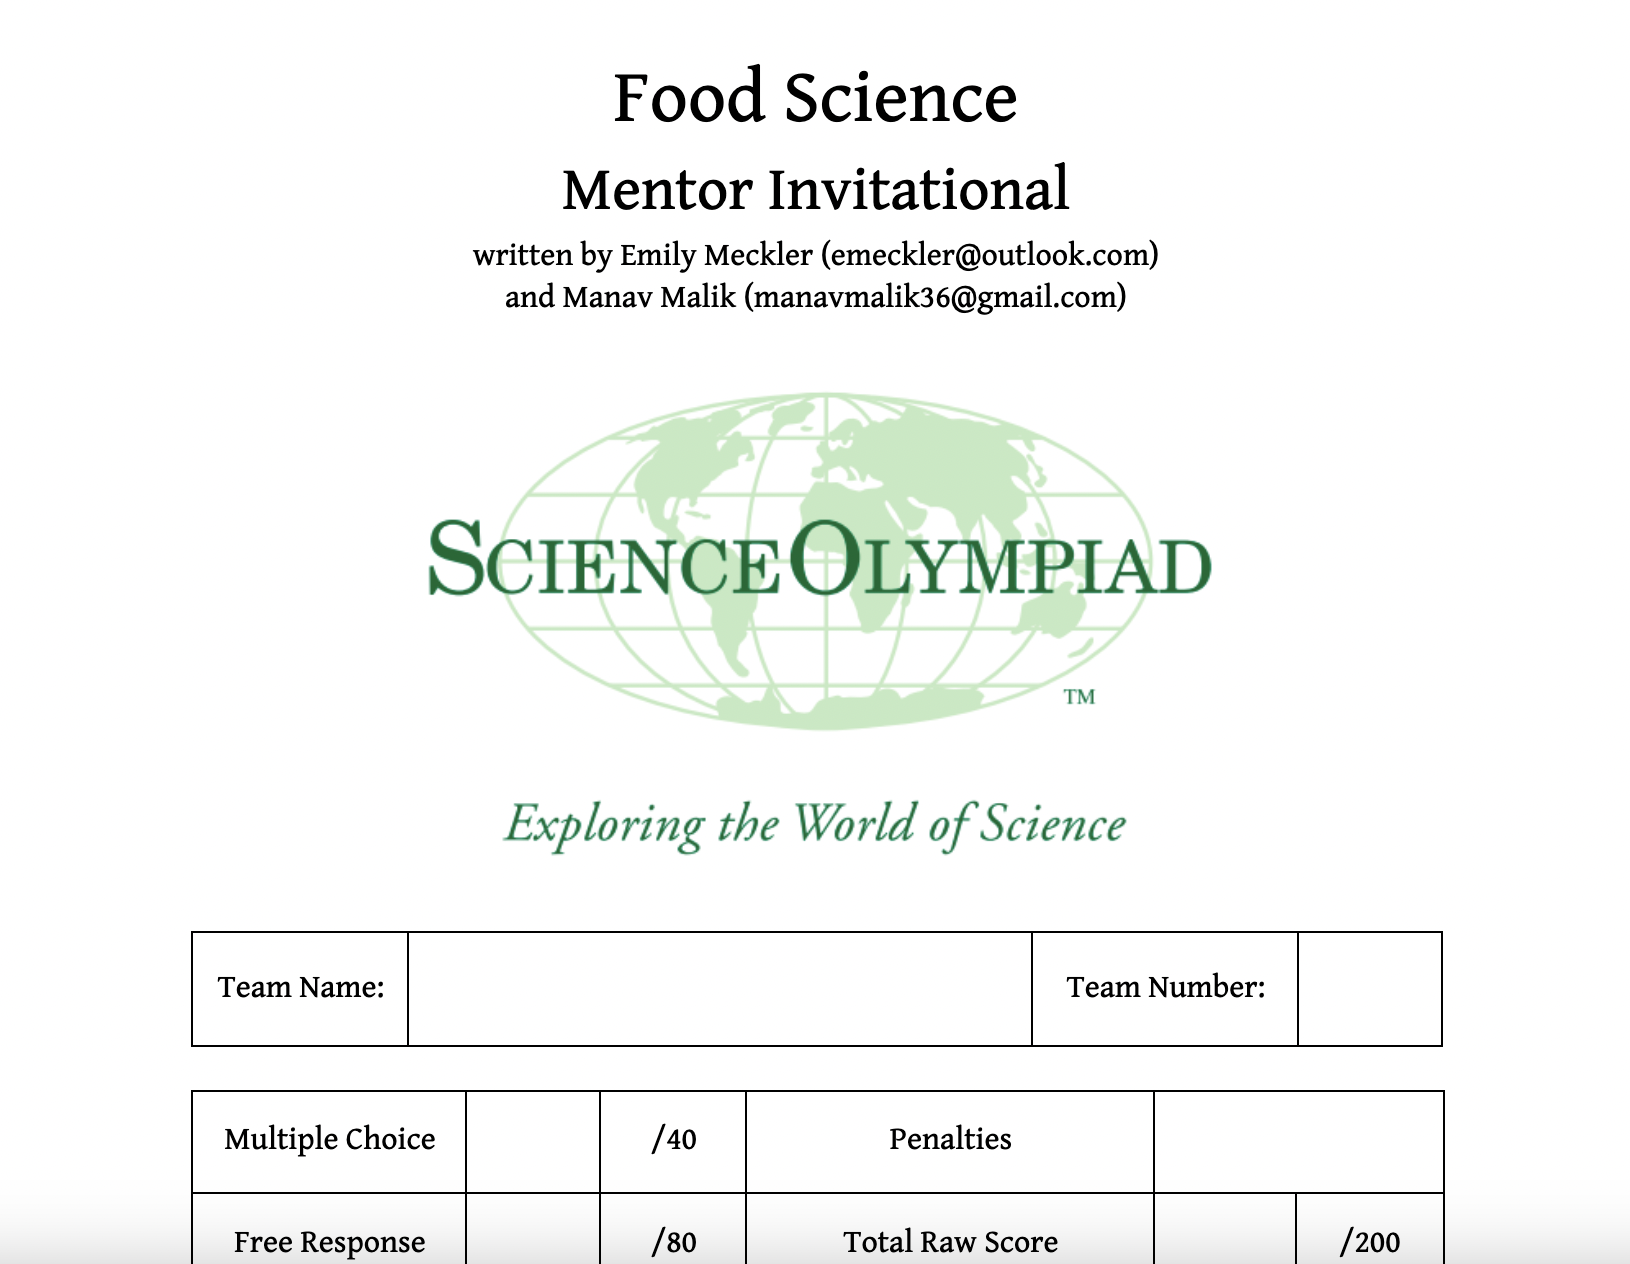 Food Science
Mentor Invitational
written by Emily Meckler (emeckler@outlook.com)
and Manav Malik (manavmalik36@gmail.com)
SCIENCE OLYMPIAD
TM
Exploring the World of Science
Team Name: Team Number:
Multiple Choice /40 Penalties
Free Response /80 Total Raw Score /200